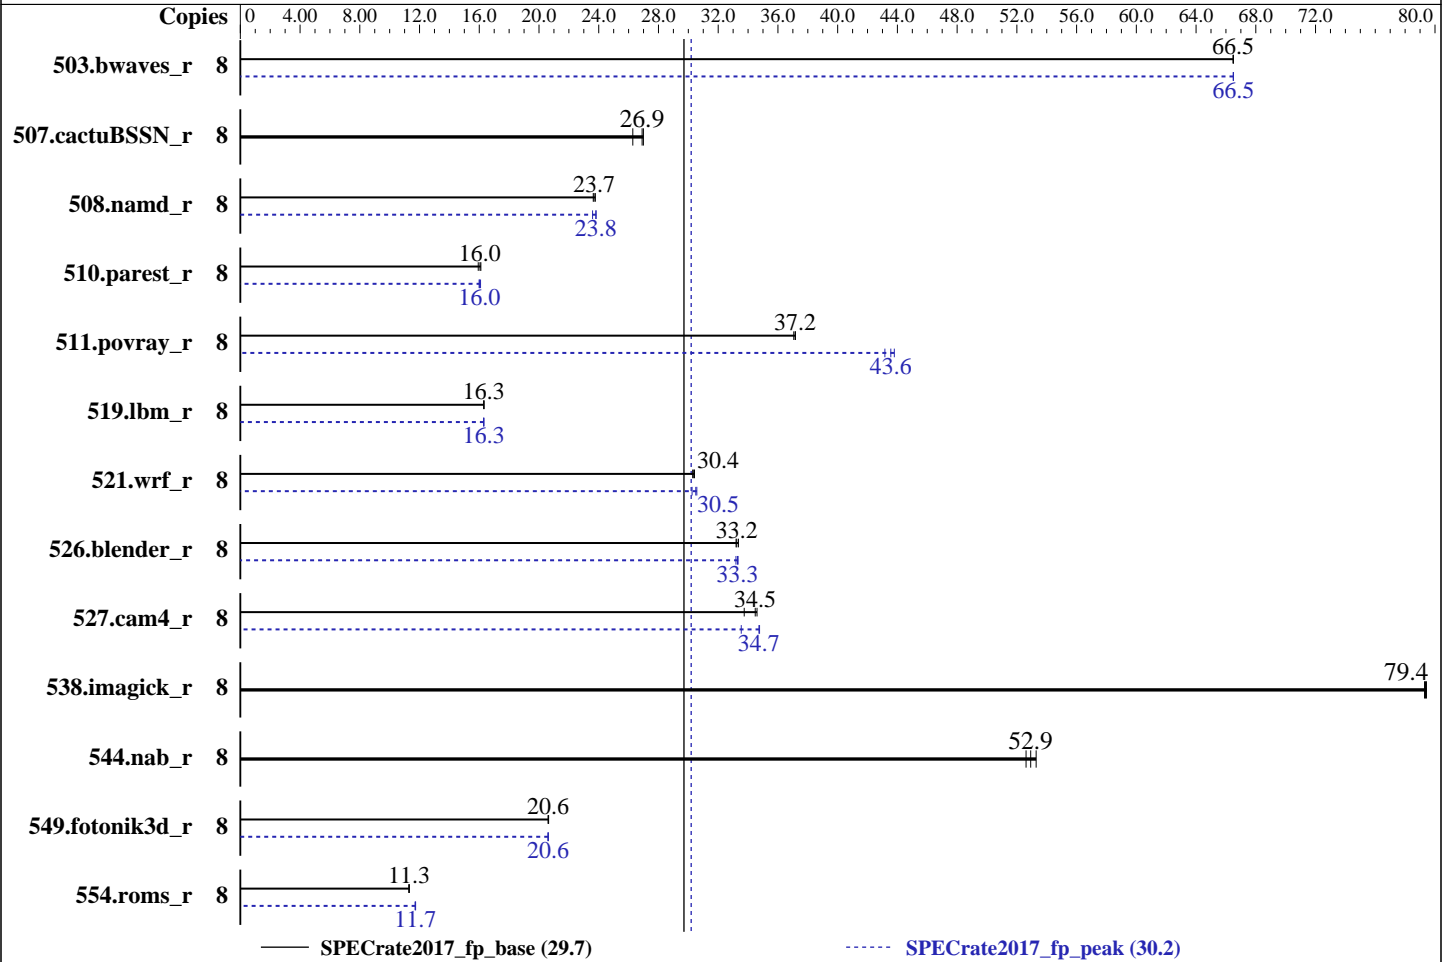 Copies 0 4.00 8.00 12.0 16.0 20.0 24.0 28.0 32.0 36.0 40.0 44.0 48.0 52.0 56.0 60.0 64.0 68.0 72.0 80.0
503.bwaves_r 8 66.5
66.5
507.cactuBSSN_r 8 26.9
508.namd_r 8 23.7
23.8
510.parest_r 8 16.0
16.0
511.povray_r 8 37.2
43.6
519.lbm_r 8 16.3
16.3
521.wrf_r 8 30.4
30.5
526.blender_r 8 33.2
33.3
527.cam4_r 8 34.5
34.7
538.imagick_r 8 79.4
544.nab_r 8 52.9
549.fotonik3d_r 8 20.6
20.6
554.roms_r 8 11.3
11.7
SPECrate2017_fp_base (29.7) SPECrate2017_fp_peak (30.2)